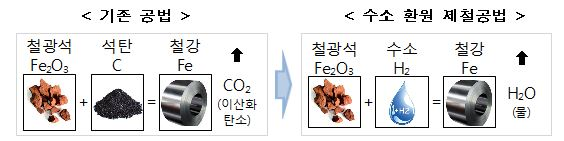 < 기존 공법 >
철광석 석탄 철강
Fe₂O₃ C Fe
+ =
CO₂
(이산화
탄소)
< 수소 환원 제철공법 >
철광석 수소 철강
Fe₂O₃ H₂ Fe
+ =
+H2
H₂O
(물)